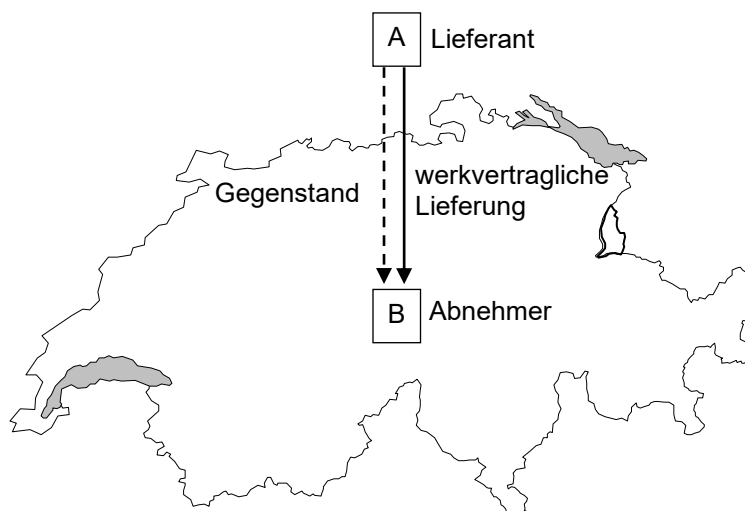 A Lieferant
Gegenstand
werkvertragliche
Lieferung
B Abnehmer